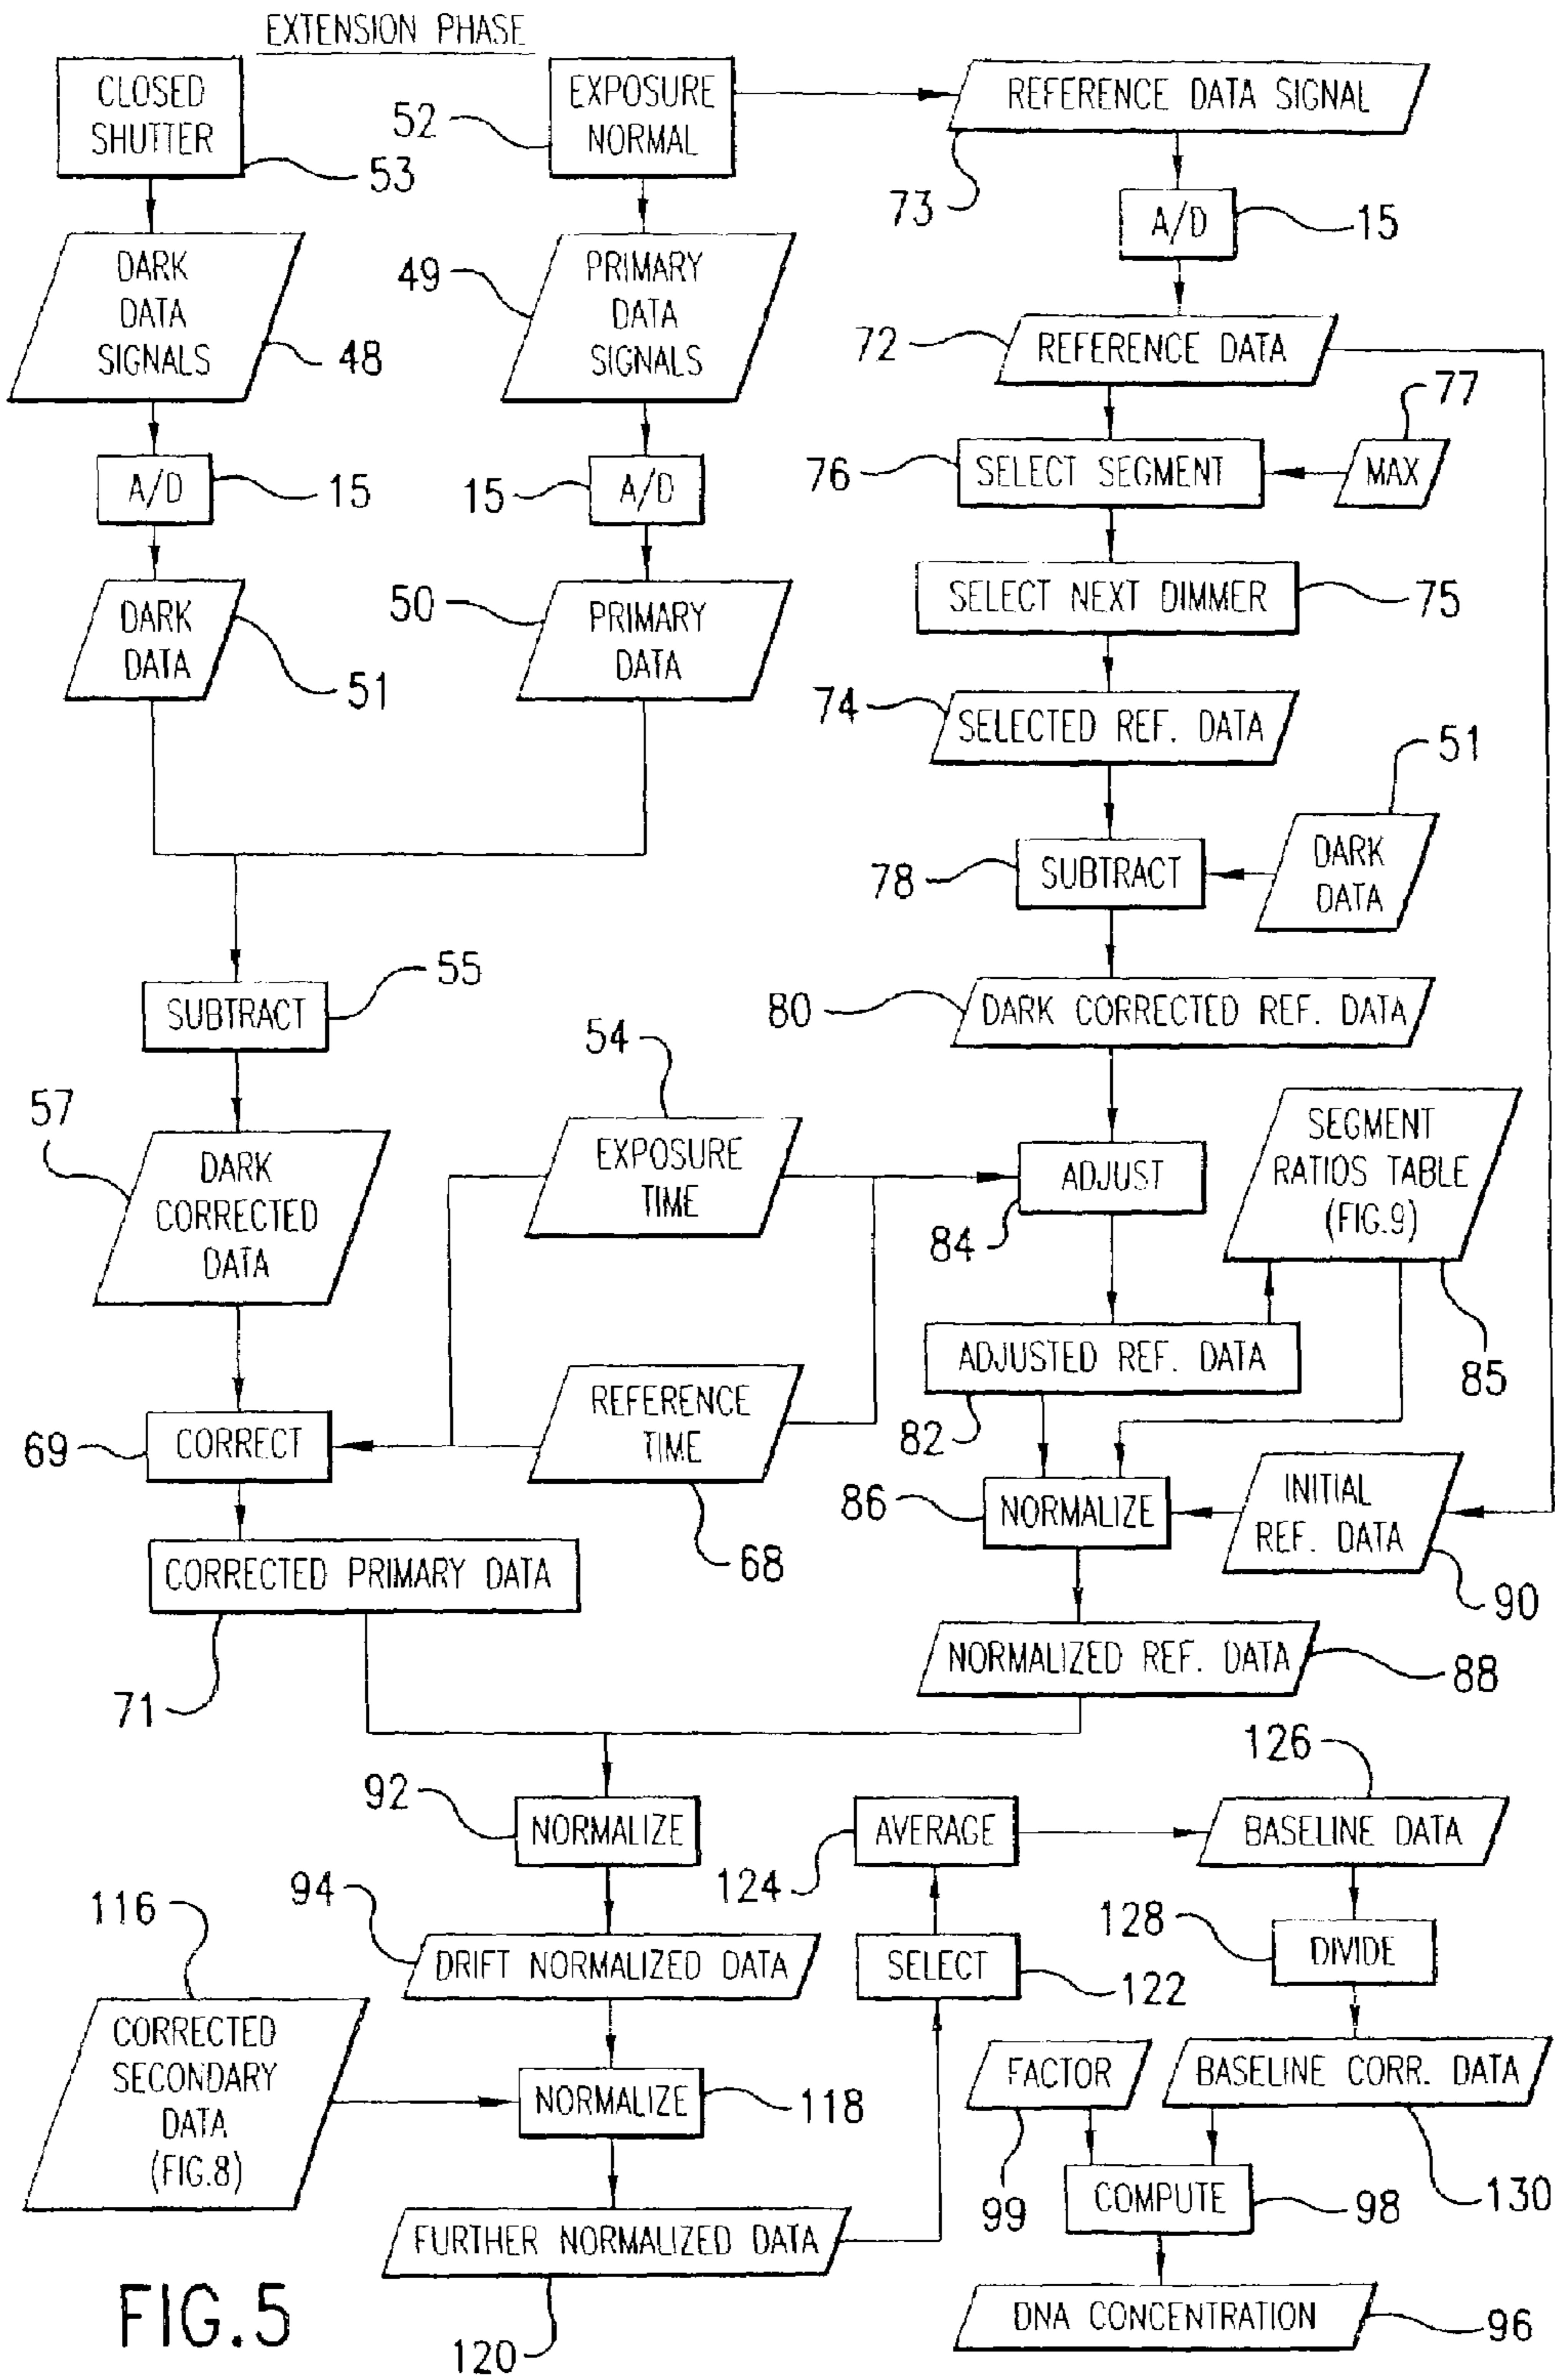 EXTENSION PHASE
CLOSED
SHUTTER
53
EXPOSURE
NORMAL
52
REFERENCE DATA SIGNAL
73
A/D
15
DARK
DATA
SIGNALS
48
PRIMARY
DATA
SIGNALS
49
REFERENCE DATA
72
A/D
15
A/D
15
SELECT SEGMENT
76
MAX
77
DARK
DATA
51
PRIMARY
DATA
50
SELECT NEXT DIMMER
75
SELECTED REF. DATA
74
SUBTRACT
78
DARK
DATA
51
SUBTRACT
55
DARK CORRECTED REF. DATA
80
DARK
CORRECTED
DATA
57
EXPOSURE
TIME
54
ADJUST
84
SEGMENT
RATIOS TABLE
(FIG.9)
85
ADJUSTED REF. DATA
82
CORRECT
69
REFERENCE
TIME
68
NORMALIZE
86
INITIAL
REF. DATA
90
CORRECTED PRIMARY DATA
71
NORMALIZED REF. DATA
88
NORMALIZE
92
AVERAGE
124
BASELINE DATA
126
DRIFT NORMALIZED DATA
94
SELECT
122
DIVIDE
128
CORRECTED
SECONDARY
DATA
(FIG.8)
116
NORMALIZE
118
FACTOR
99
BASELINE CORR. DATA
130
COMPUTE
98
FURTHER NORMALIZED DATA
120
DNA CONCENTRATION
96
FIG.5